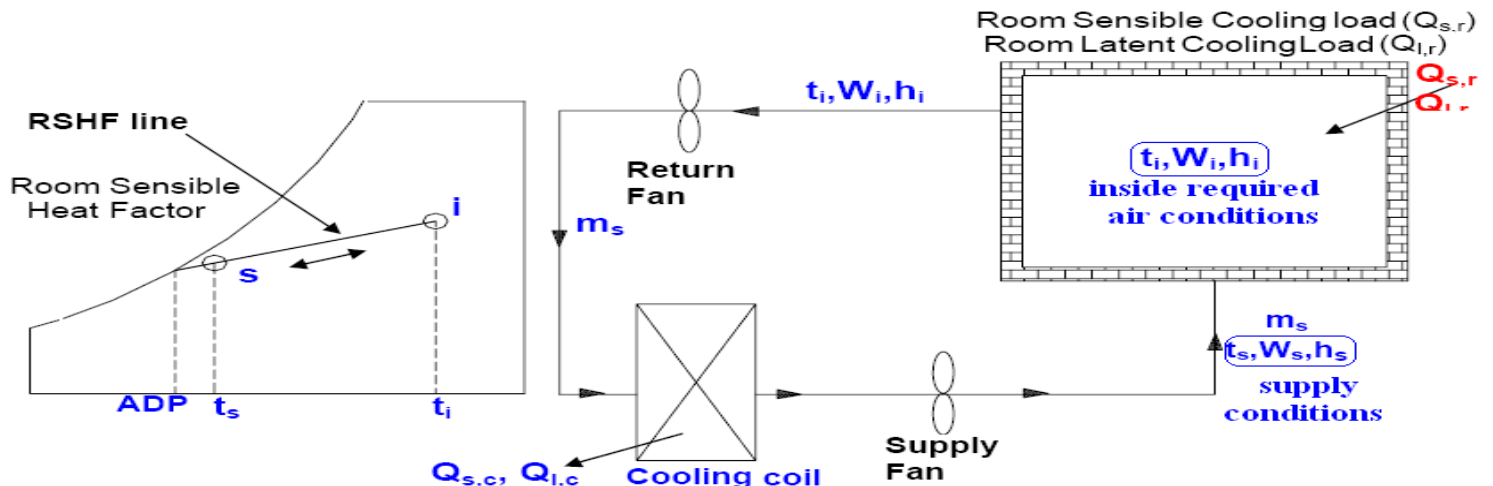 Room Sensible Cooling load (Qs,r)
Room Latent CoolingLoad (Ql,r)
Qs,r
Ql,r
ti,Wi,hi
RSHF line
Return
Fan
ti,Wi,hi
inside required
air conditions
Room Sensible
Heat Factor
i
ms
s
ms
ts,Ws,hs
supply
conditions
ADP
ts
ti
Supply
Fan
Qs,c, Ql,c
Cooling coil